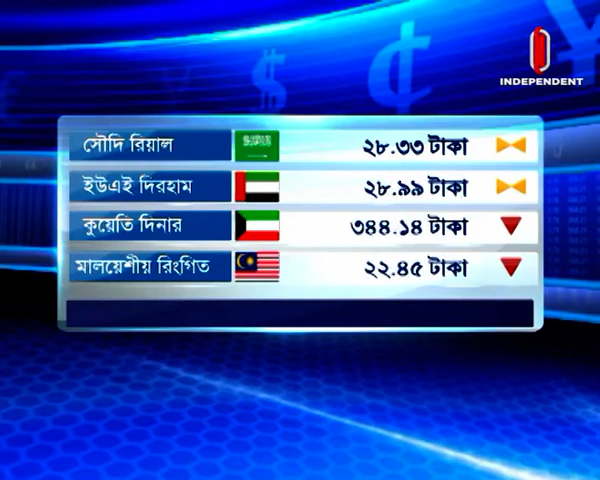 INDEPENDENT
সৌদি রিয়াল ২৮.৩৩ টাকা
ইউএই দিরহাম ২৮.৯৯ টাকা
কুয়েতি দিনার ৩৪৪.১৪ টাকা
মালয়েশীয় রিংগিত ২২.৪৫ টাকা